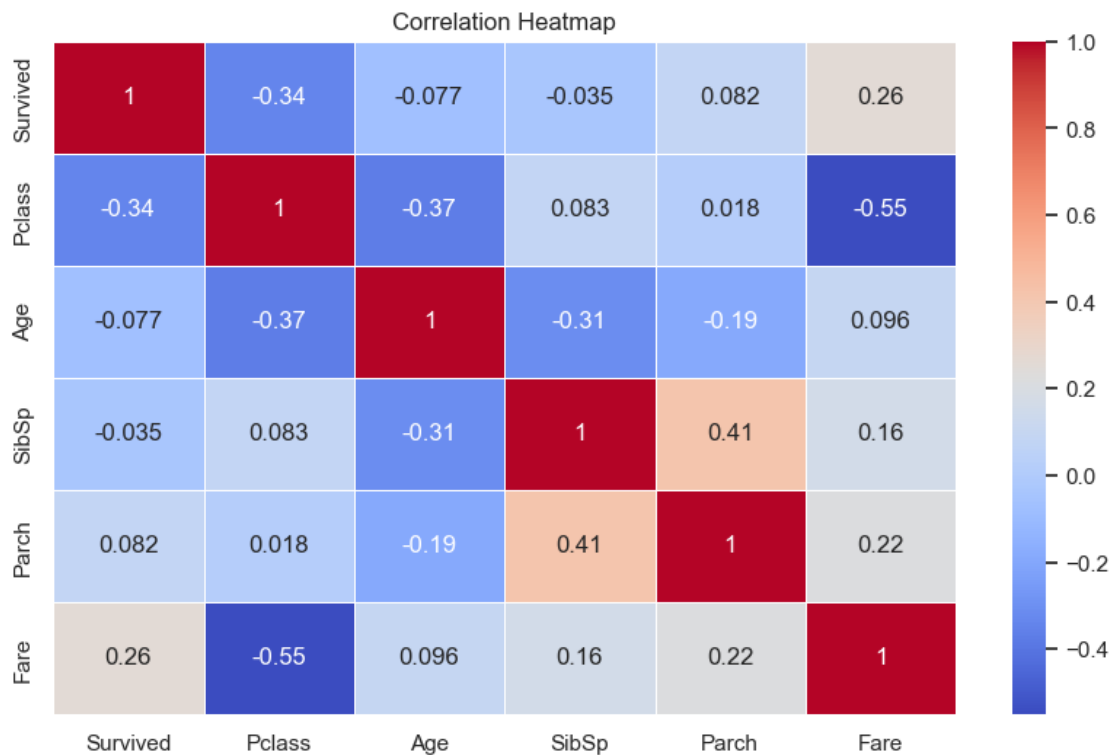 Correlation Heatmap
Survived 1 -0.34 -0.077 -0.035 0.082 0.26
Pclass -0.34 1 -0.37 0.083 0.018 -0.55
Age -0.077 -0.37 1 -0.31 -0.19 0.096
SibSp -0.035 0.083 -0.31 1 0.41 0.16
Parch 0.082 0.018 -0.19 0.41 1 0.22
Fare 0.26 -0.55 0.096 0.16 0.22 1
Survived Pclass Age SibSp Parch Fare
1.0
0.8
0.6
0.4
0.2
0.0
−0.2
−0.4